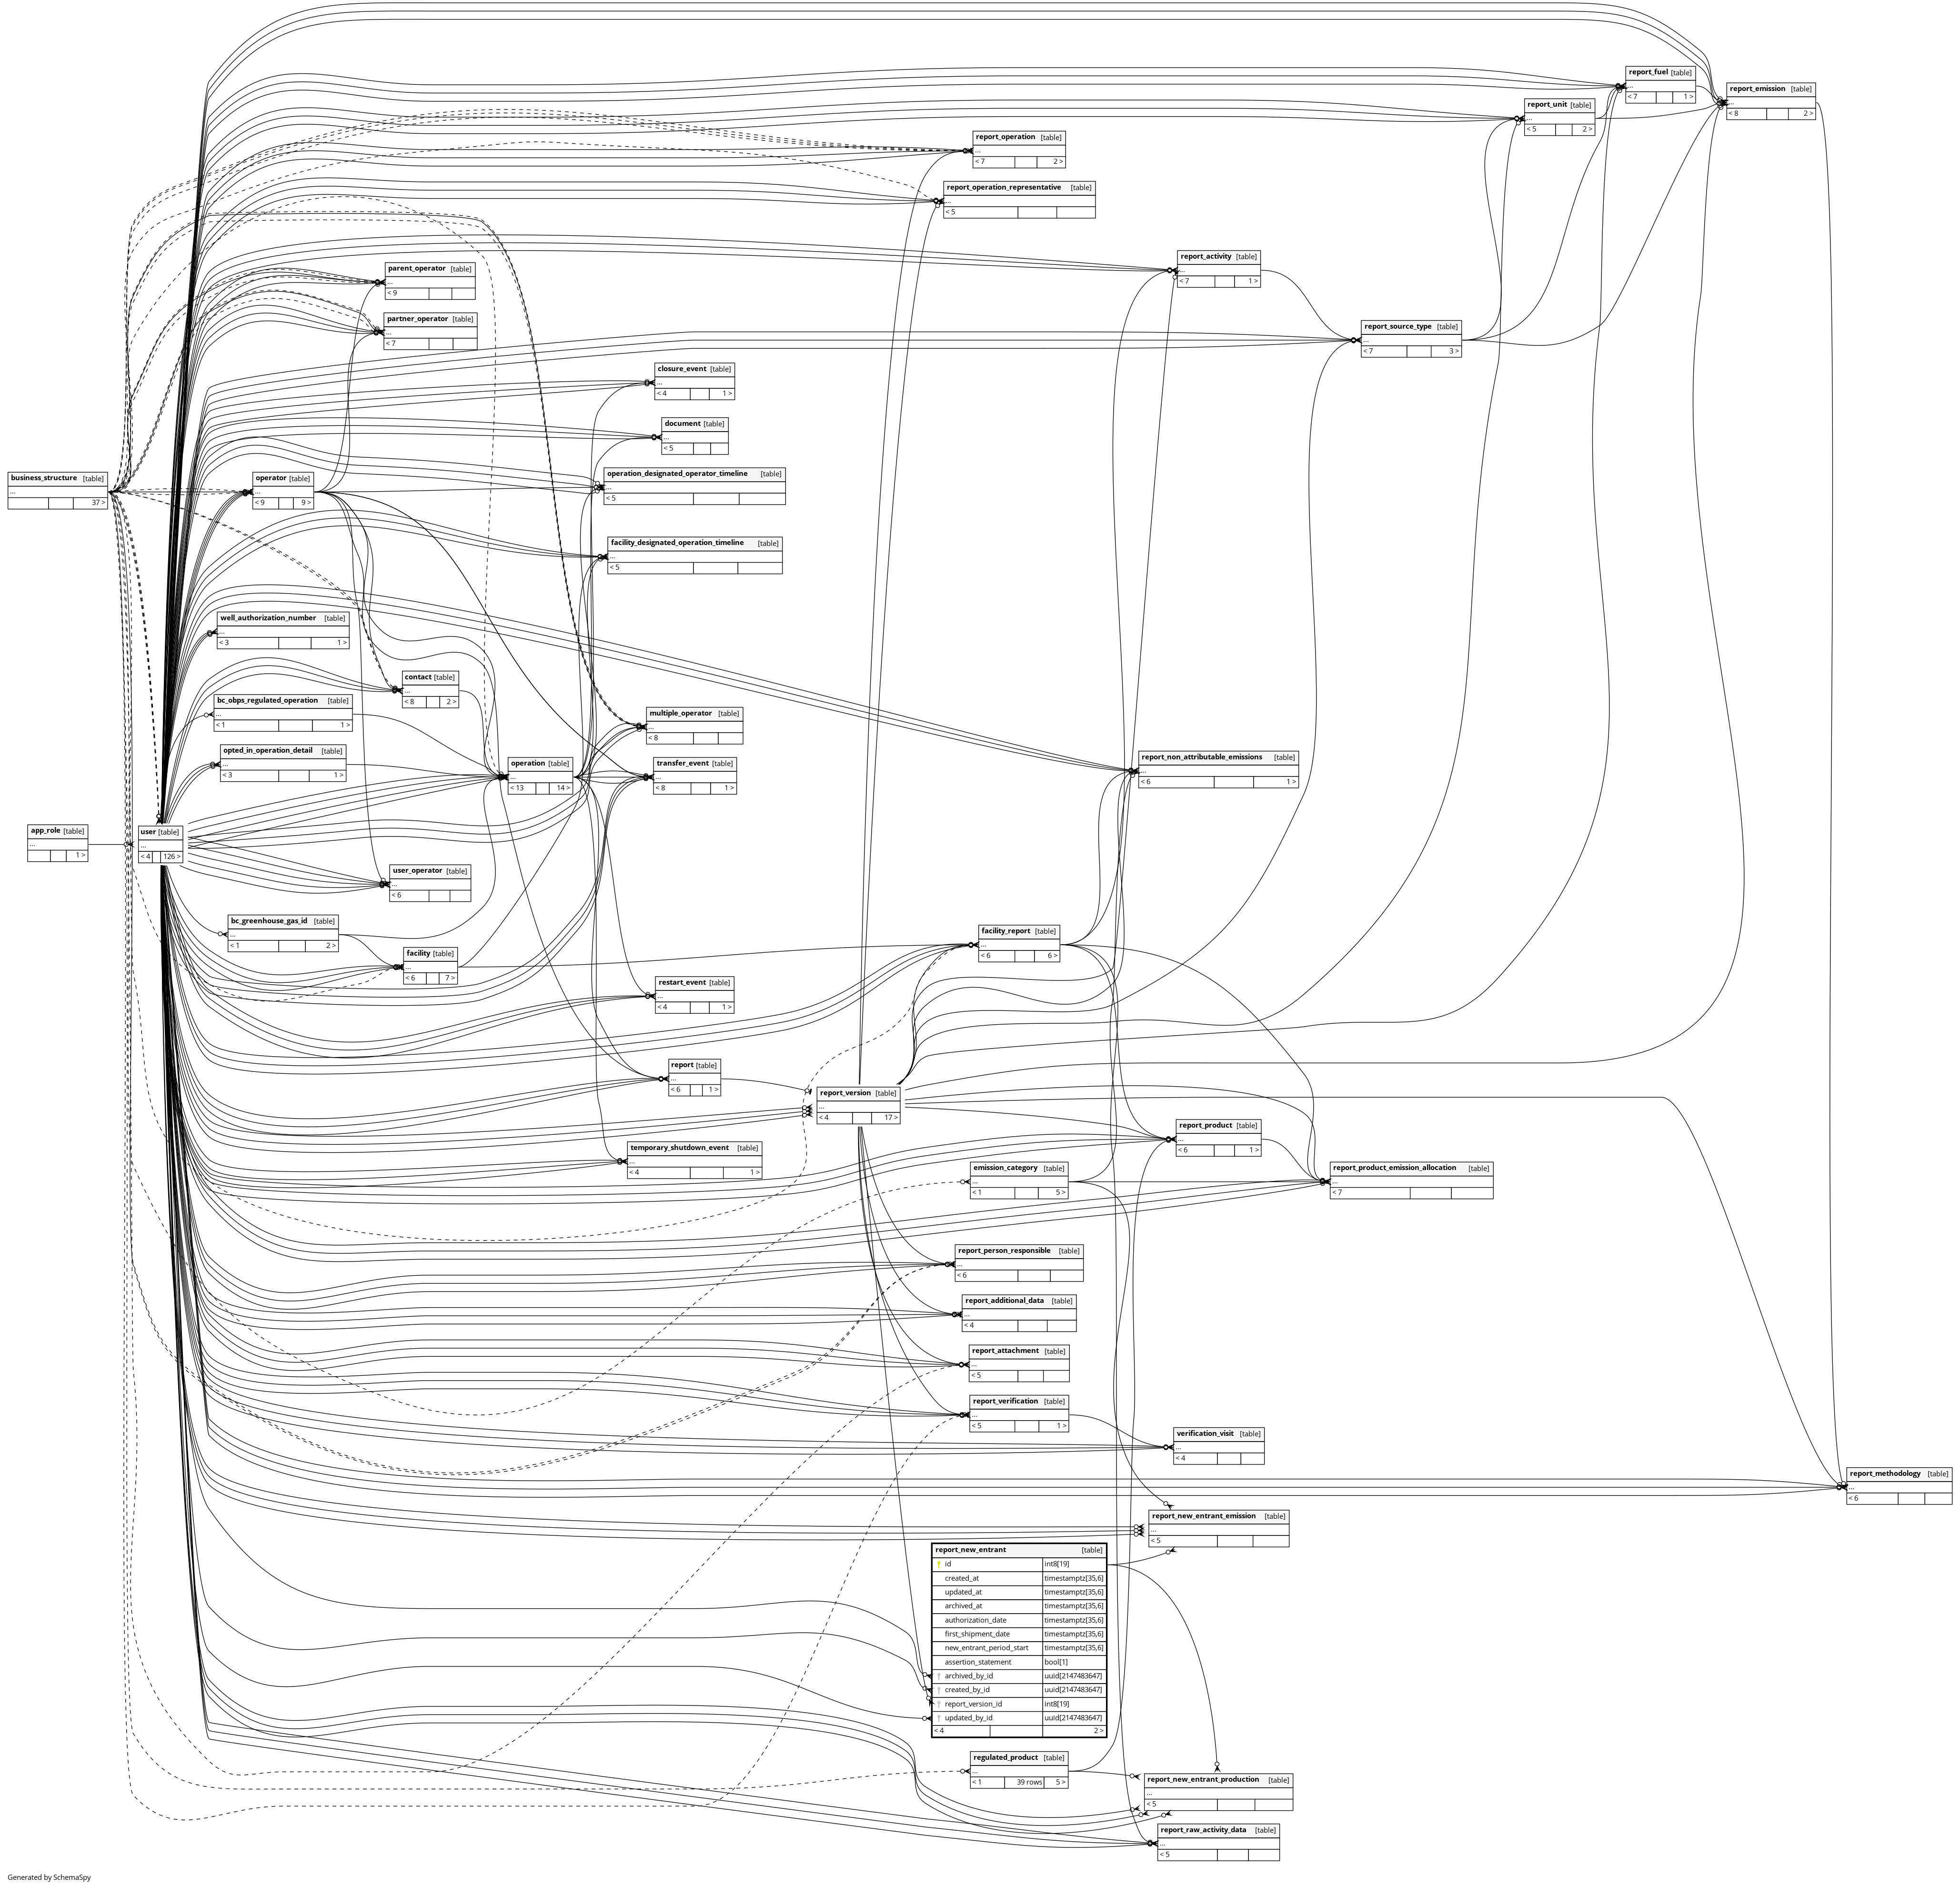 report_fuel [table]
...
< 7 1 >
report_emission [table]
...
< 8 2 >
report_unit [table]
...
< 5 2 >
report_operation [table]
...
< 7 2 >
report_operation_representative [table]
...
< 5
report_activity [table]
...
< 7 1 >
parent_operator [table]
...
< 9
partner_operator [table]
...
< 7
report_source_type [table]
...
< 7 3 >
closure_event [table]
...
< 4 1 >
document [table]
...
< 5
business_structure [table]
...
37 >
operator [table]
...
< 9 9 >
operation_designated_operator_timeline [table]
...
< 5
facility_designated_operation_timeline [table]
...
< 5
well_authorization_number [table]
...
< 3 1 >
contact [table]
...
< 8 2 >
bc_obps_regulated_operation [table]
...
< 1 1 >
multiple_operator [table]
...
< 8
opted_in_operation_detail [table]
...
< 3 1 >
operation [table]
...
< 13 14 >
transfer_event [table]
...
< 8 1 >
report_non_attributable_emissions [table]
...
< 6 1 >
app_role [table]
...
1 >
user [table]
...
< 4 126 >
user_operator [table]
...
< 6
bc_greenhouse_gas_id [table]
...
< 1 2 >
facility [table]
...
< 6 7 >
facility_report [table]
...
< 6 6 >
restart_event [table]
...
< 4 1 >
report [table]
...
< 6 1 >
report_version [table]
...
< 4 17 >
report_product [table]
...
< 6 1 >
temporary_shutdown_event [table]
...
< 4 1 >
emission_category [table]
...
< 1 5 >
report_product_emission_allocation [table]
...
< 7
report_person_responsible [table]
...
< 6
report_additional_data [table]
...
< 4
report_attachment [table]
...
< 5
report_verification [table]
...
< 5 1 >
verification_visit [table]
...
< 4
report_methodology [table]
...
< 6
report_new_entrant_emission [table]
...
< 5
report_new_entrant [table]
id int8[19]
created_at timestamptz[35,6]
updated_at timestamptz[35,6]
archived_at timestamptz[35,6]
authorization_date timestamptz[35,6]
first_shipment_date timestamptz[35,6]
new_entrant_period_start timestamptz[35,6]
assertion_statement bool[1]
archived_by_id uuid[2147483647]
created_by_id uuid[2147483647]
report_version_id int8[19]
updated_by_id uuid[2147483647]
< 4 2 >
regulated_product [table]
...
< 1 39 rows 5 >
report_new_entrant_production [table]
...
< 5
report_raw_activity_data [table]
...
< 5
Generated by SchemaSpy